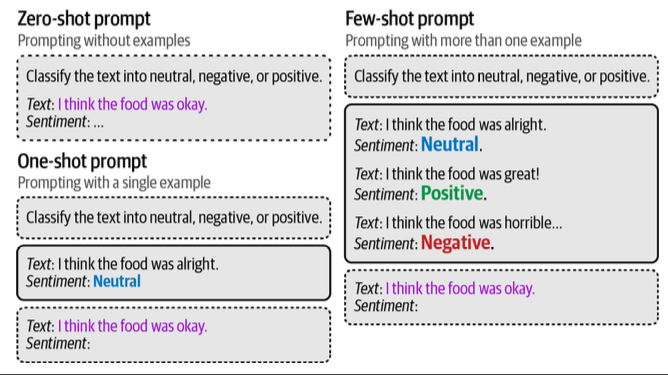 Zero-shot prompt
Prompting without examples
Classify the text into neutral, negative, or positive.
Text: I think the food was okay.
Sentiment: ...
One-shot prompt
Prompting with a single example
Classify the text into neutral, negative, or positive.
Text: I think the food was alright.
Sentiment: Neutral
Text: I think the food was okay.
Sentiment:
Few-shot prompt
Prompting with more than one example
Classify the text into neutral, negative, or positive.
Text: I think the food was alright.
Sentiment: Neutral.
Text: I think the food was great!
Sentiment: Positive.
Text: I think the food was horrible...
Sentiment: Negative.
Text: I think the food was okay.
Sentiment: